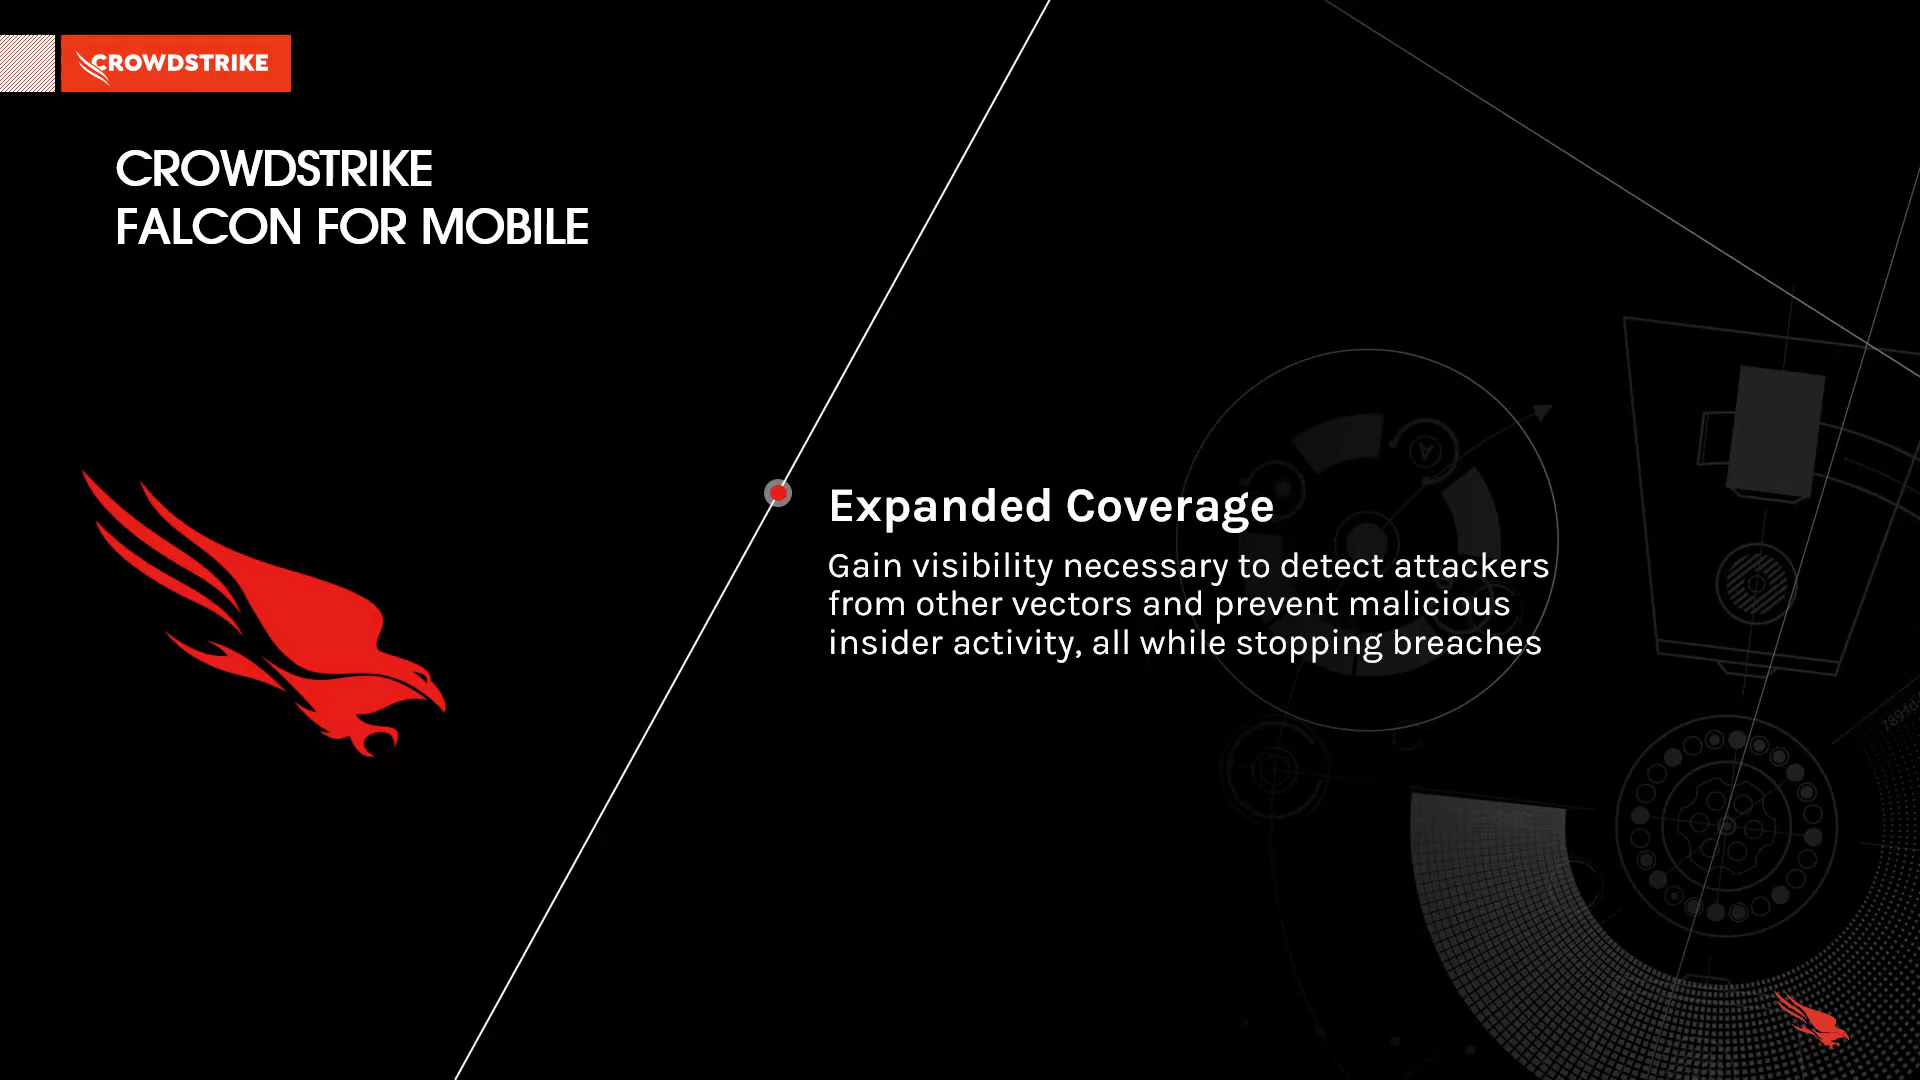 CROWDSTRIKE
CROWDSTRIKE
FALCON FOR MOBILE
Expanded Coverage
Gain visibility necessary to detect attackers
from other vectors and prevent malicious
insider activity, all while stopping breaches
A